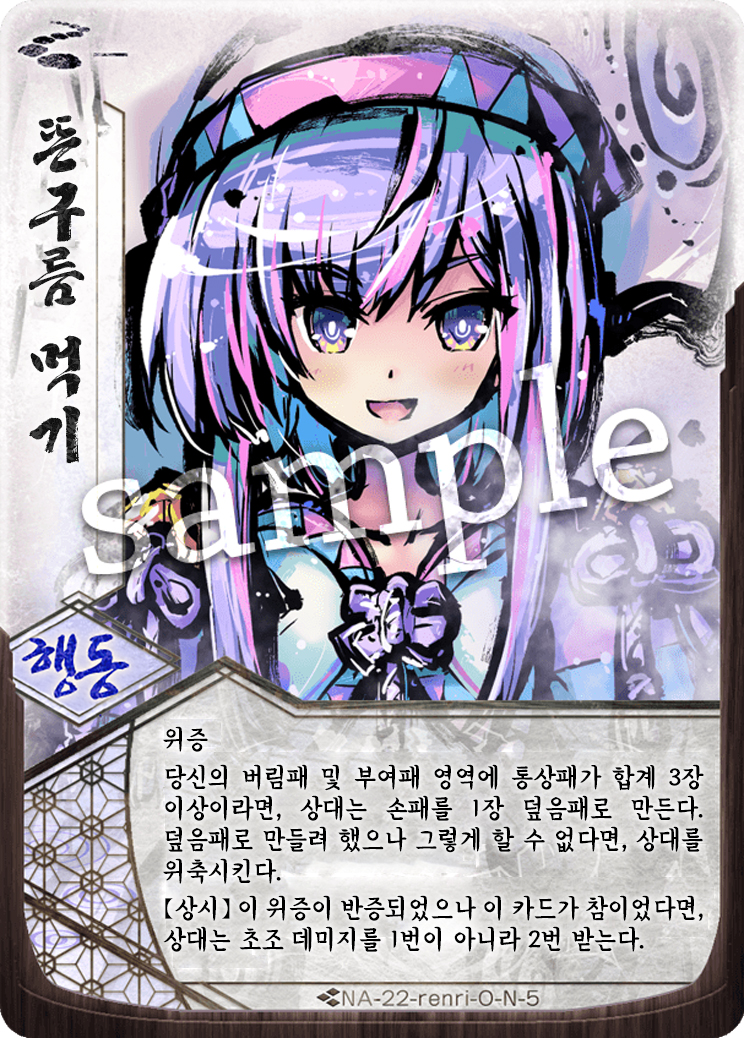 뜬구름 먹기
sample
행동
위증
당신의 버림패 및 부여패 영역에 통상패가 합계 3장
이상이라면, 상대는 손패를 1장 덮음패로 만든다.
덮음패로 만들려 했으나 그렇게 할 수 없다면, 상대를
위축시킨다.
【상시】이 위증이 반증되었으나 이 카드가 참이었다면,
상대는 초조 데미지를 1번이 아니라 2번 받는다.
NA-22-renri-O-N-5